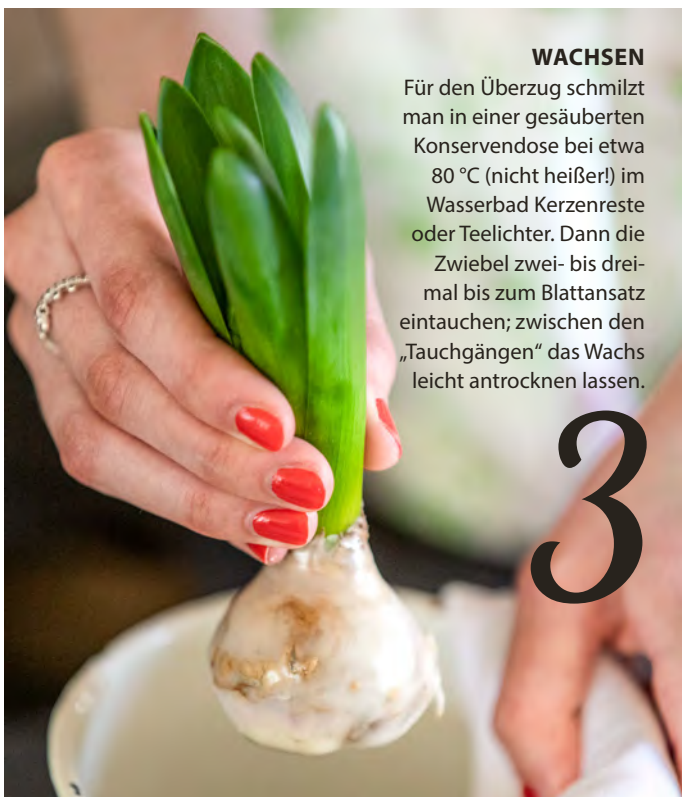 WACHSEN
Für den Überzug schmilzt
man in einer gesäuberten
Konservendose bei etwa
80 °C (nicht heißer!) im
Wasserbad Kerzenreste
oder Teelichter. Dann die
Zwiebel zwei- bis drei-
mal bis zum Blattansatz
eintauchen; zwischen den
„Tauchgängen“ das Wachs
leicht antrocknen lassen.
3